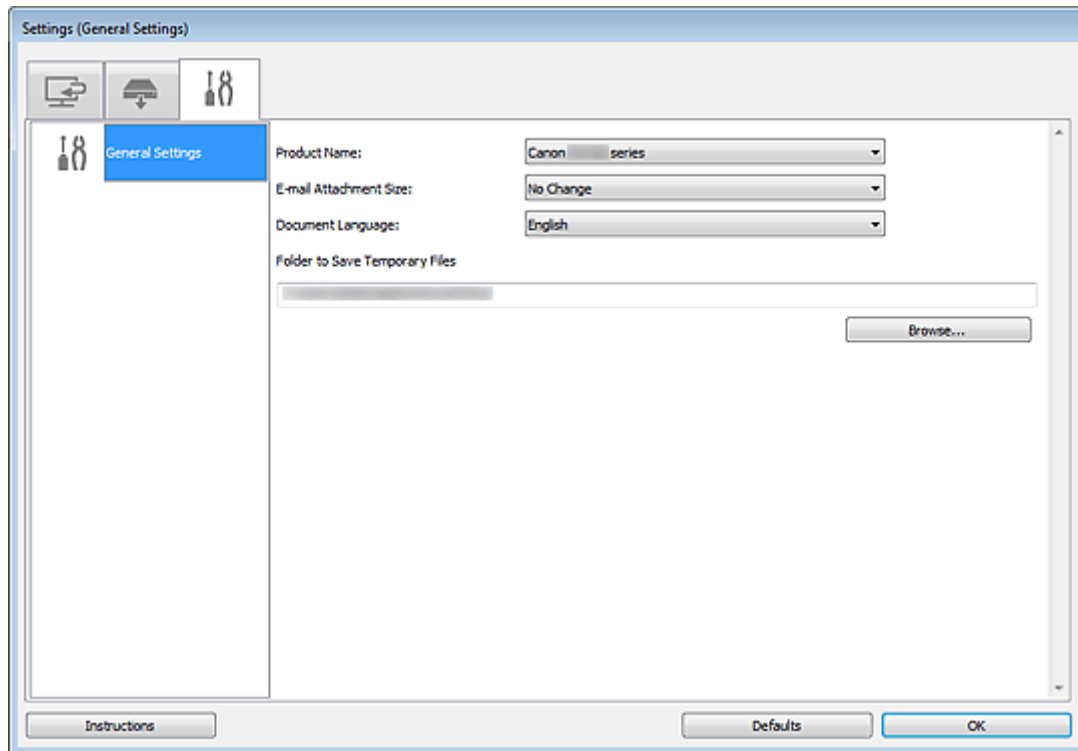 Settings (General Settings)
General Settings
Product Name:
Canon series
E-mail Attachment Size:
No Change
Document Language:
English
Folder to Save Temporary Files
Browse...
Instructions
Defaults
OK